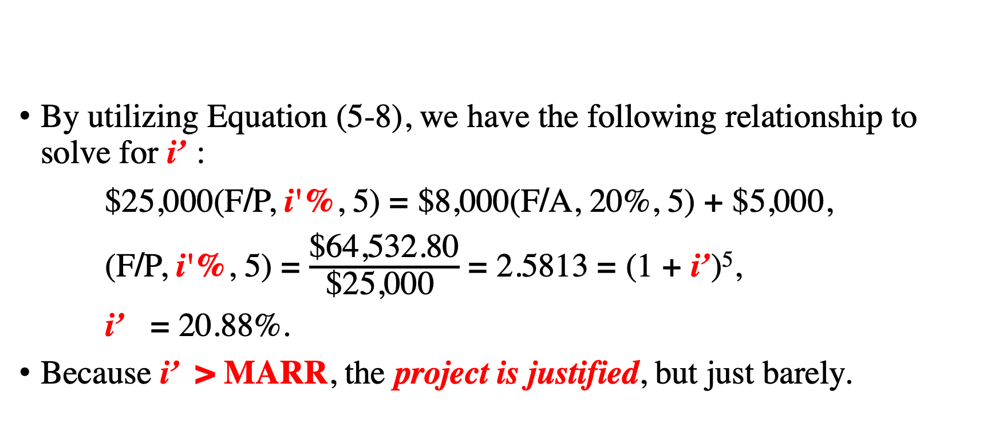 • By utilizing Equation (5-8), we have the following relationship to
solve for i’ :
$25,000(F/P, i'%, 5) = $8,000(F/A, 20%, 5) + $5,000,
(F/P, i'%, 5) = $64,532.80 / $25,000 = 2.5813 = (1 + i’)⁵,
i’ = 20.88%.
• Because i’ > MARR, the project is justified, but just barely.